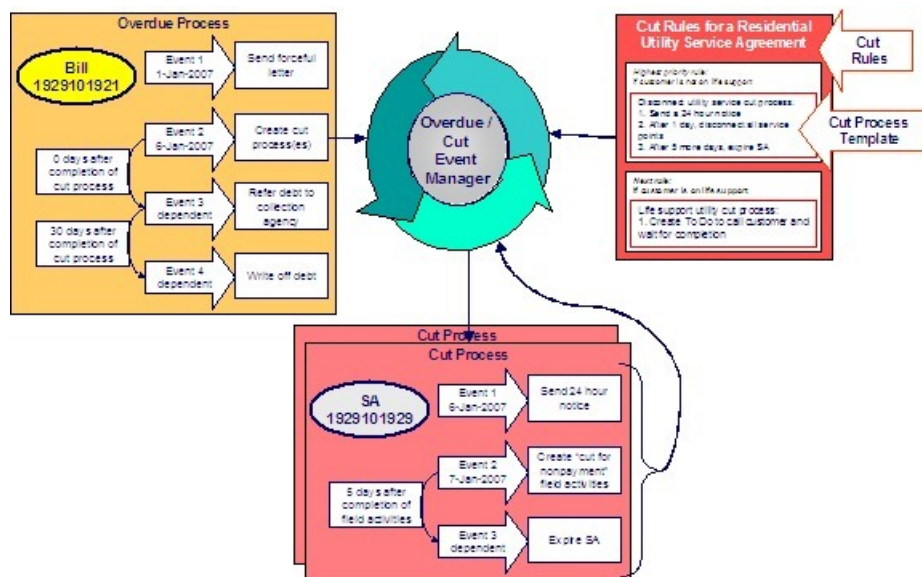 Overdue Process
Bill
1929101921
Event 1
1-Jan-2007
Send forceful
letter
Event 2
6-Jan-2007
Create cut
process(es)
0 days after
completion of
cut process
Event 3
dependent
Refer debt to
collection
agency
30 days after
completion of
cut process
Event 4
dependent
Write off debt
Overdue /
Cut
Event
Manager
Cut Rules for a Residential
Utility Service Agreement
Highest priority rule:
If customer is not on life support
Disconnect utility service cut process:
1. Send a 24 hour notice
2. After 1 day, disconnect all service
points
3. After 5 more days, expire SA
Next rule:
If customer is on life support
Life support utility cut process:
1. Create To Do to call customer and
wait for completion
Cut
Rules
Cut Process
Template
Cut Process
Cut Process
SA
1929101929
Event 1
6-Jan-2007
Send 24 hour
notice
Event 2
7-Jan-2007
Create "cut for
nonpayment"
field activities
5 days after
completion of
field activities
Event 3
dependent
Expire SA